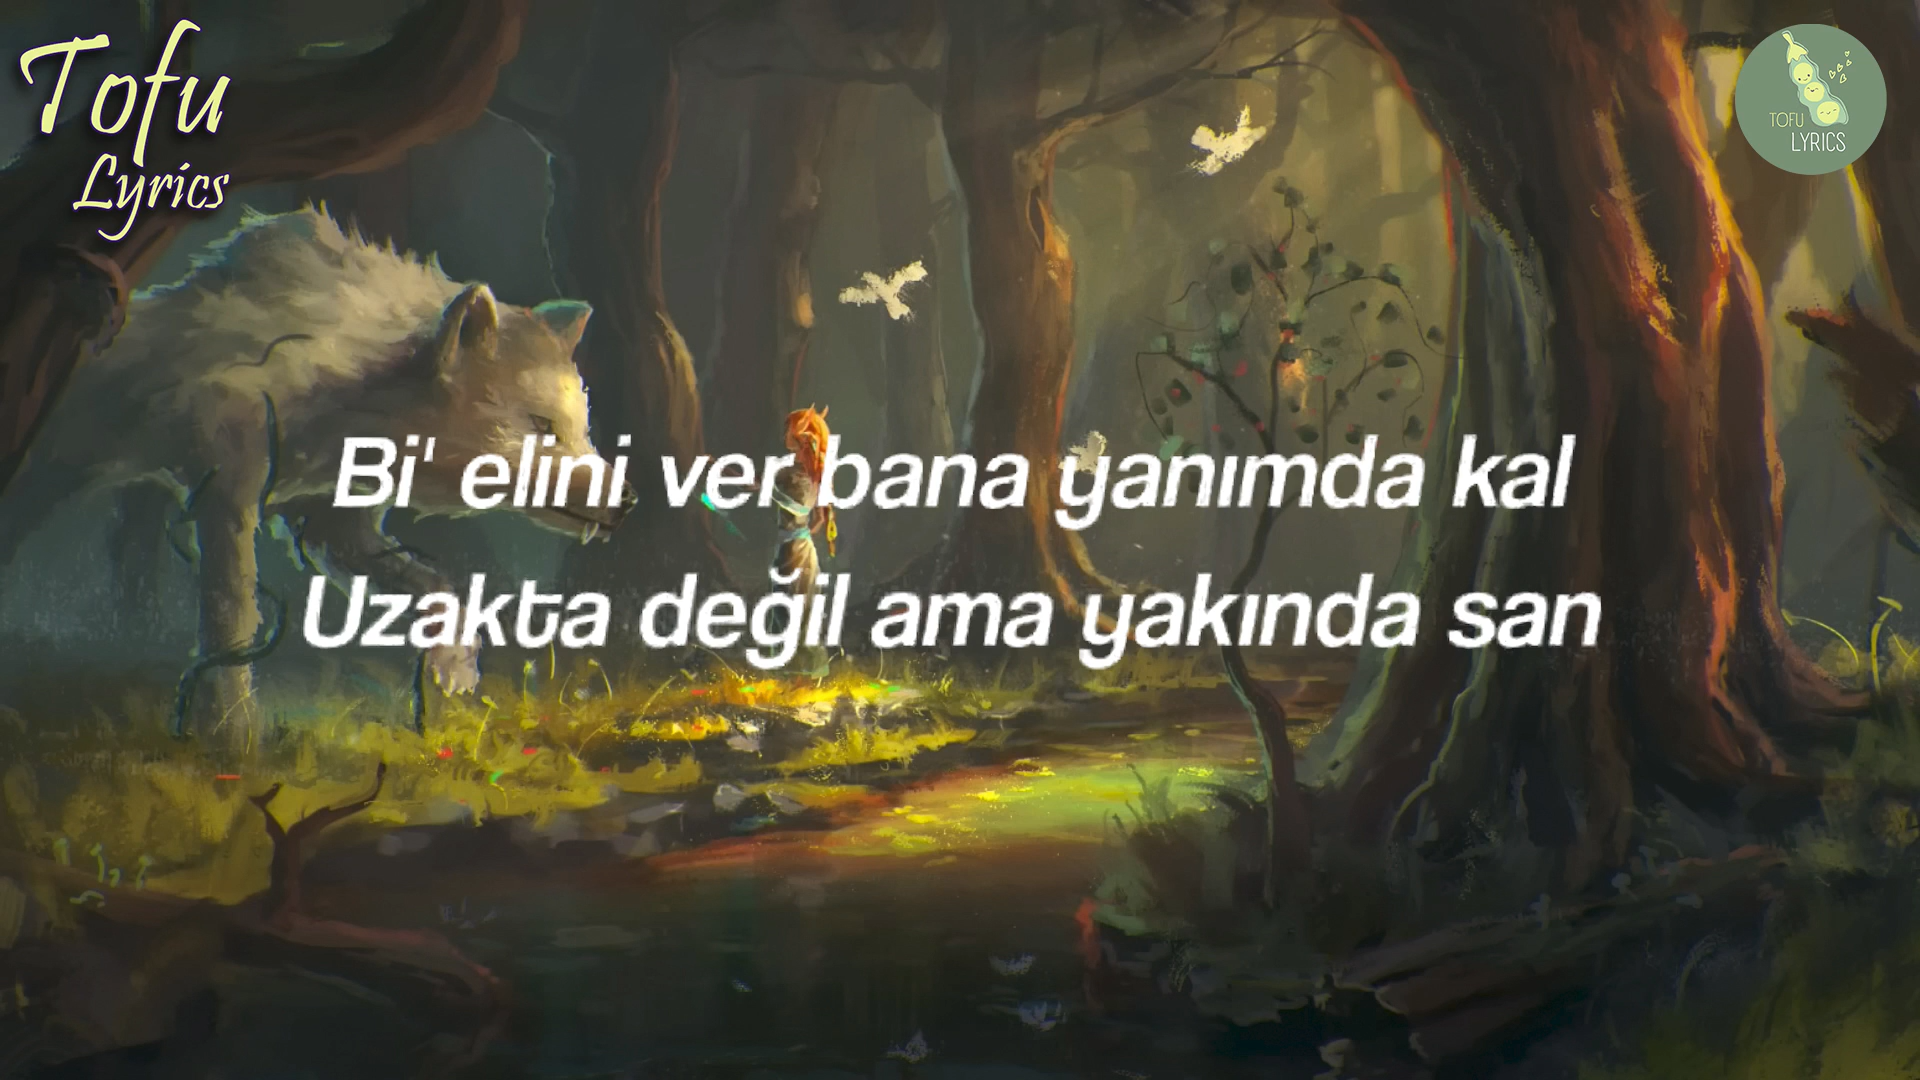 Tofu
Lyrics
TOFU
LYRICS
Bi' elini ver bana yanımda kal
Uzakta değil ama yakında san